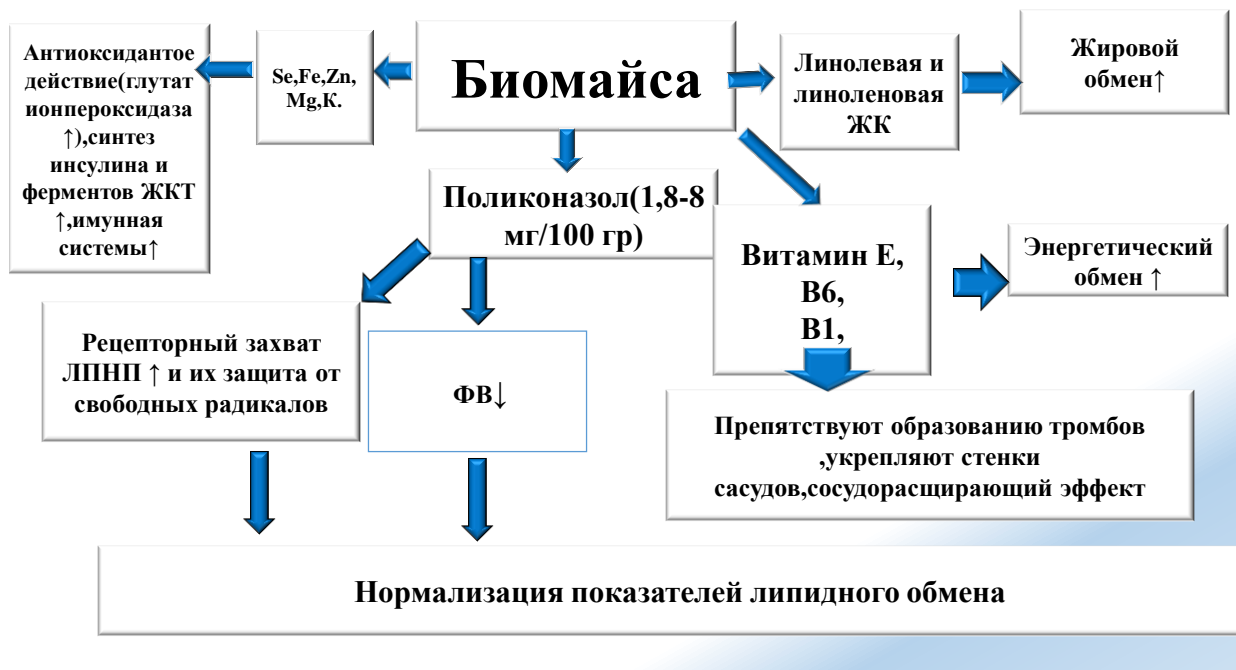 Биомайса
Se,Fe,Zn,
Mg,К.
Антиоксидантое
действие(глутат
ионпероксидаза
↑),синтез
инсулина и
ферментов ЖКТ
↑,имунная
системы↑
Линолевая и
линоленовая
ЖК
Жировой
обмен↑
Поликоназол(1,8-8
мг/100 гр)
Витамин Е,
В6,
В1,
Энергетический
обмен ↑
Рецепторный захват
ЛПНП ↑ и их защита от
свободных радикалов
ФВ↓
Препятствуют образованию тромбов
,укрепляют стенки
сасудов,сосудорасщирающий эффект
Нормализация показателей липидного обмена